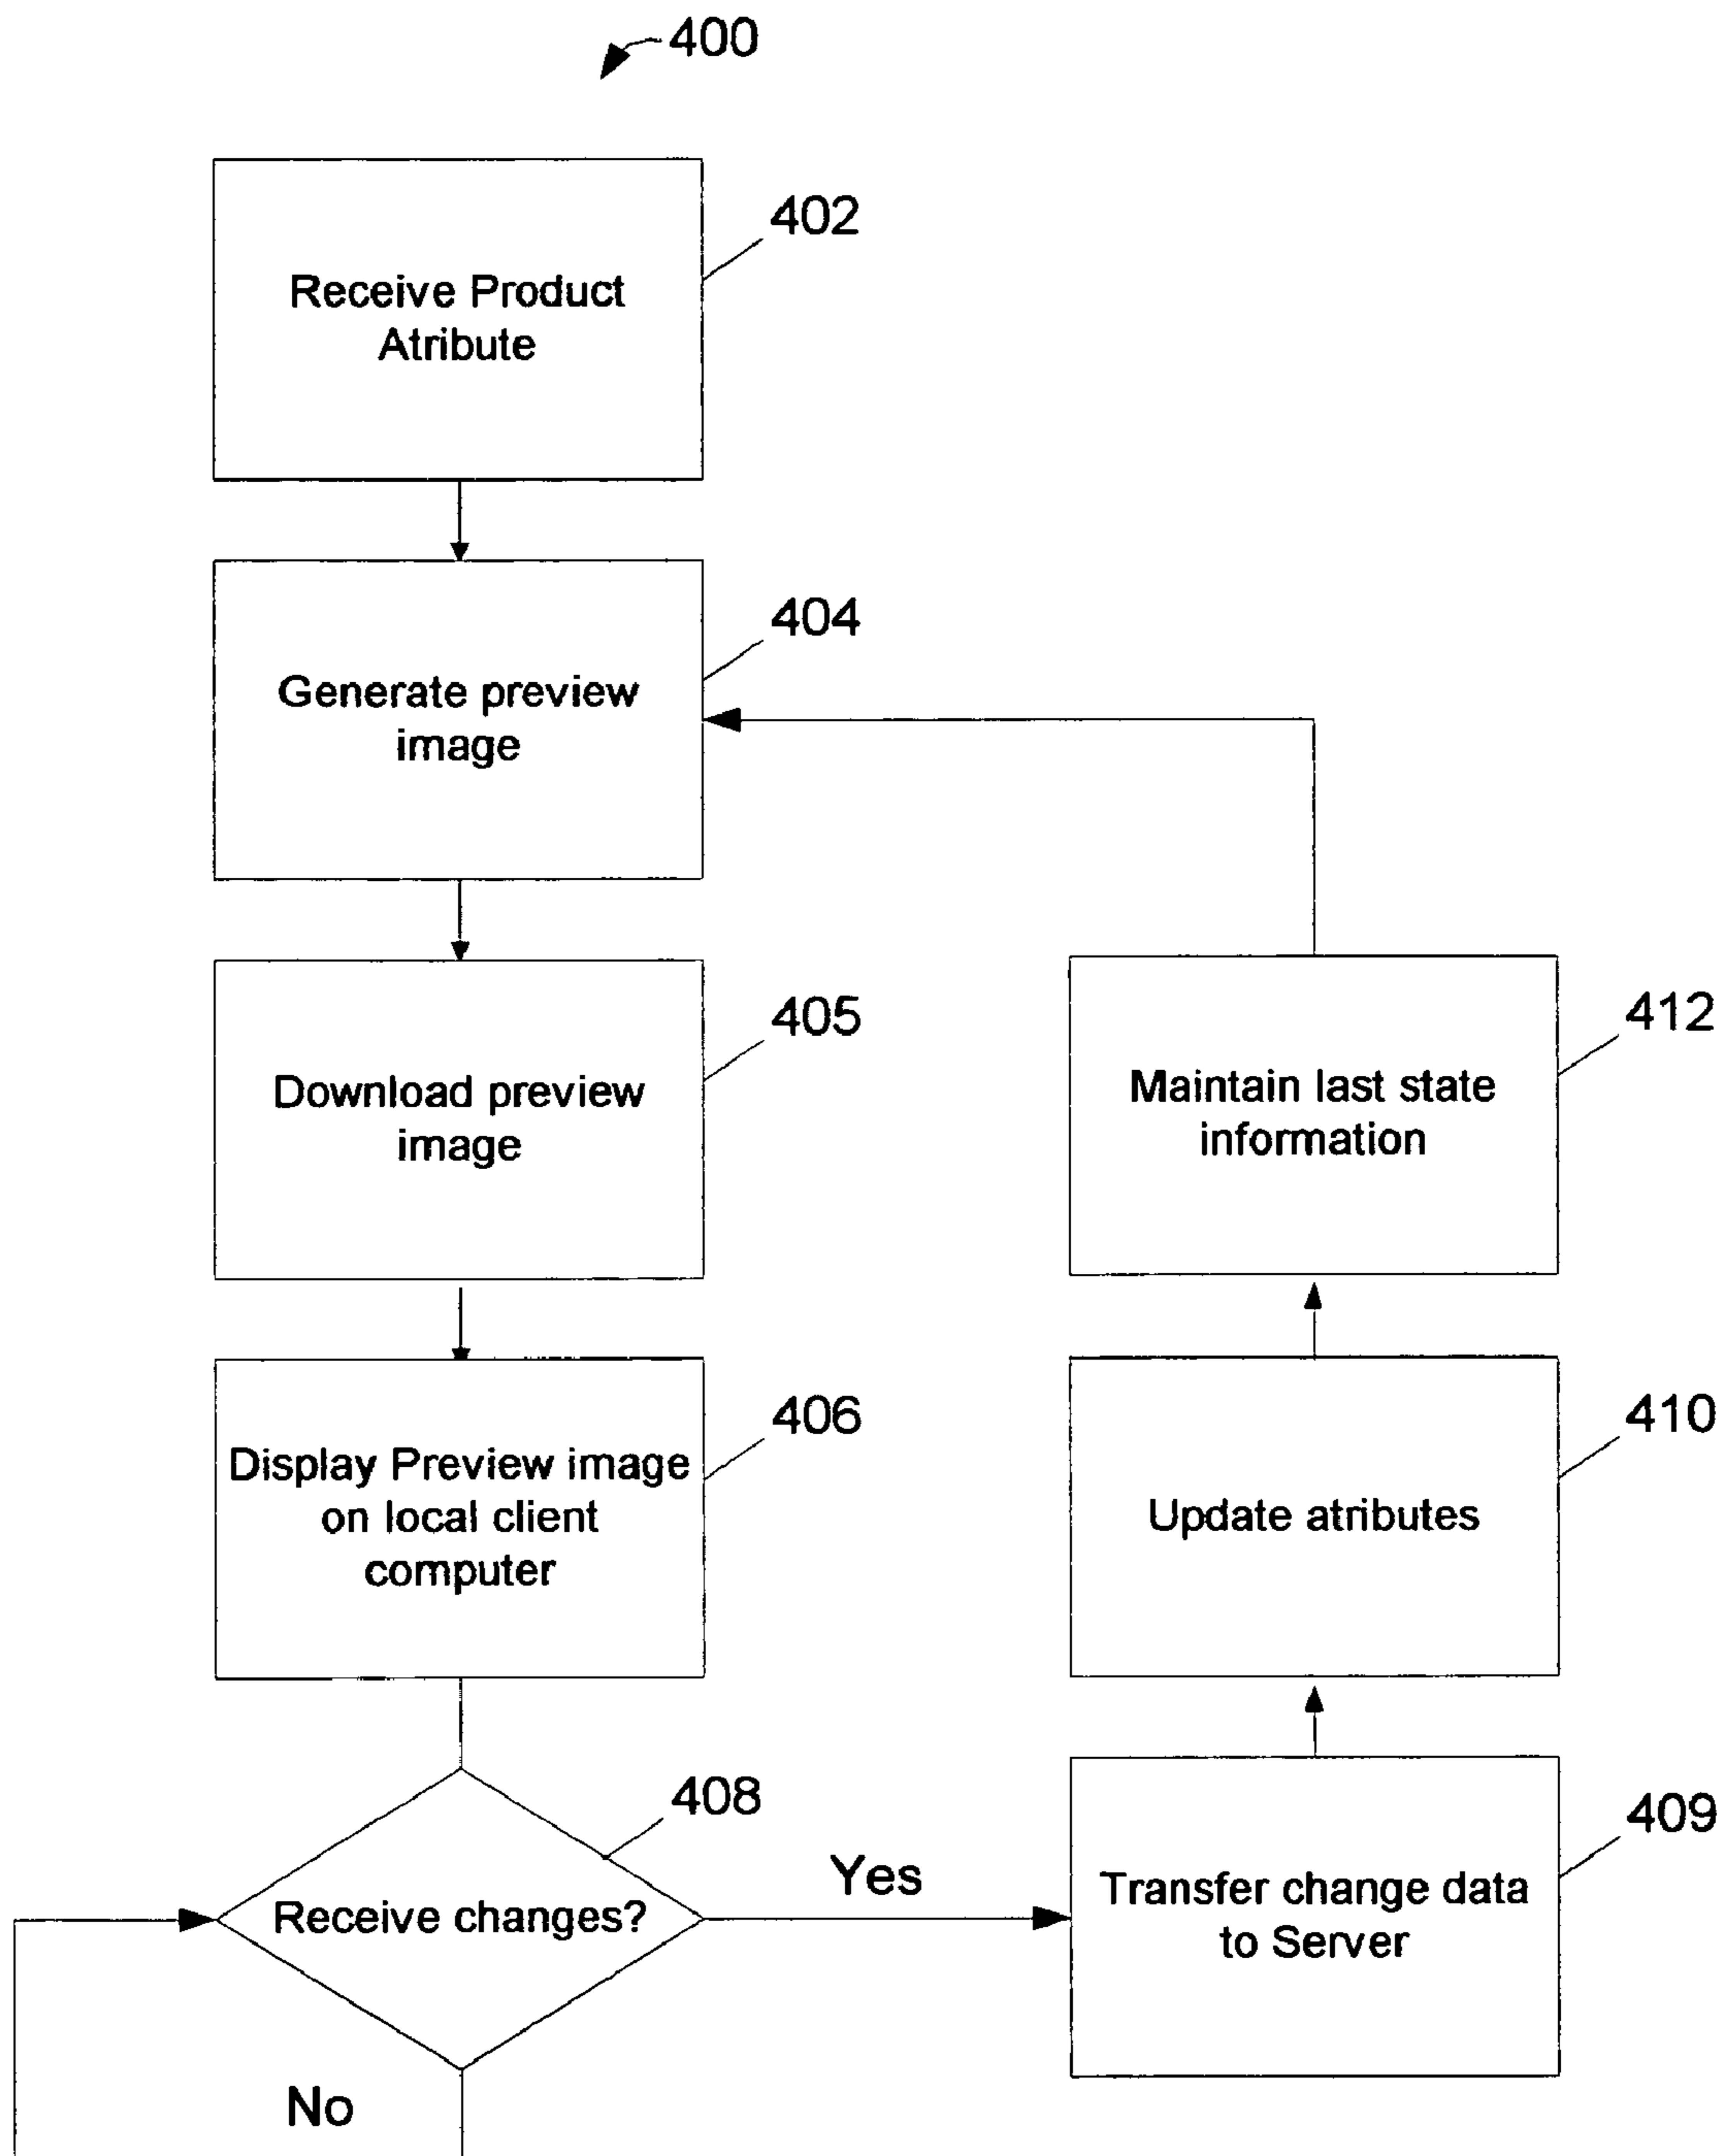 400
402
Receive Product
Atribute
404
Generate preview
image
405
Download preview
image
412
Maintain last state
information
406
Display Preview image
on local client
computer
410
Update atributes
408
Receive changes?
Yes
409
Transfer change data
to Server
No